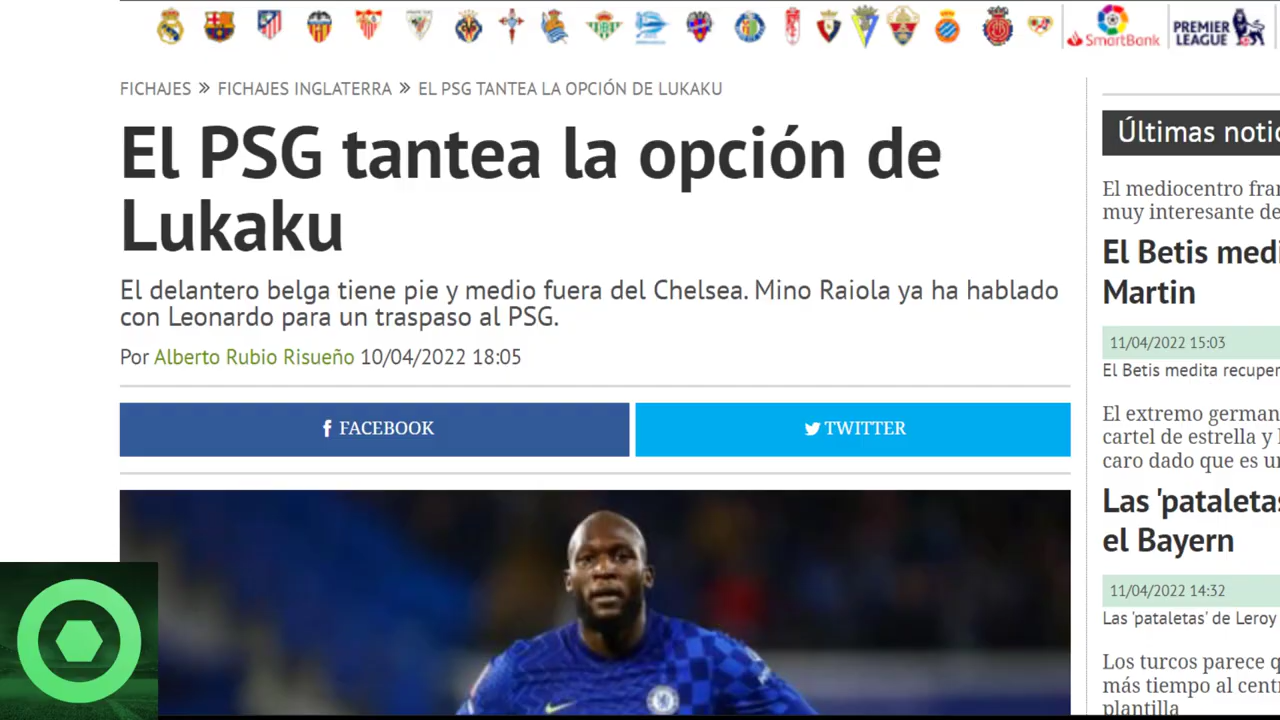 SmartBank
PREMIER
LEAGUE
FICHAJES » FICHAJES INGLATERRA » EL PSG TANTEA LA OPCIÓN DE LUKAKU
El PSG tantea la opción de
Lukaku
El delantero belga tiene pie y medio fuera del Chelsea. Mino Raiola ya ha hablado
con Leonardo para un traspaso al PSG.
Por Alberto Rubio Risueño 10/04/2022 18:05
FACEBOOK
TWITTER
Últimas notic
El mediocentro fran
muy interesante de
El Betis medi
Martin
11/04/2022 15:03
El Betis medita recuper
El extremo german
cartel de estrella y l
caro dado que es un
Las 'pataletas
el Bayern
11/04/2022 14:32
Las 'pataletas' de Leroy
Los turcos parece q
más tiempo al cent
plantilla